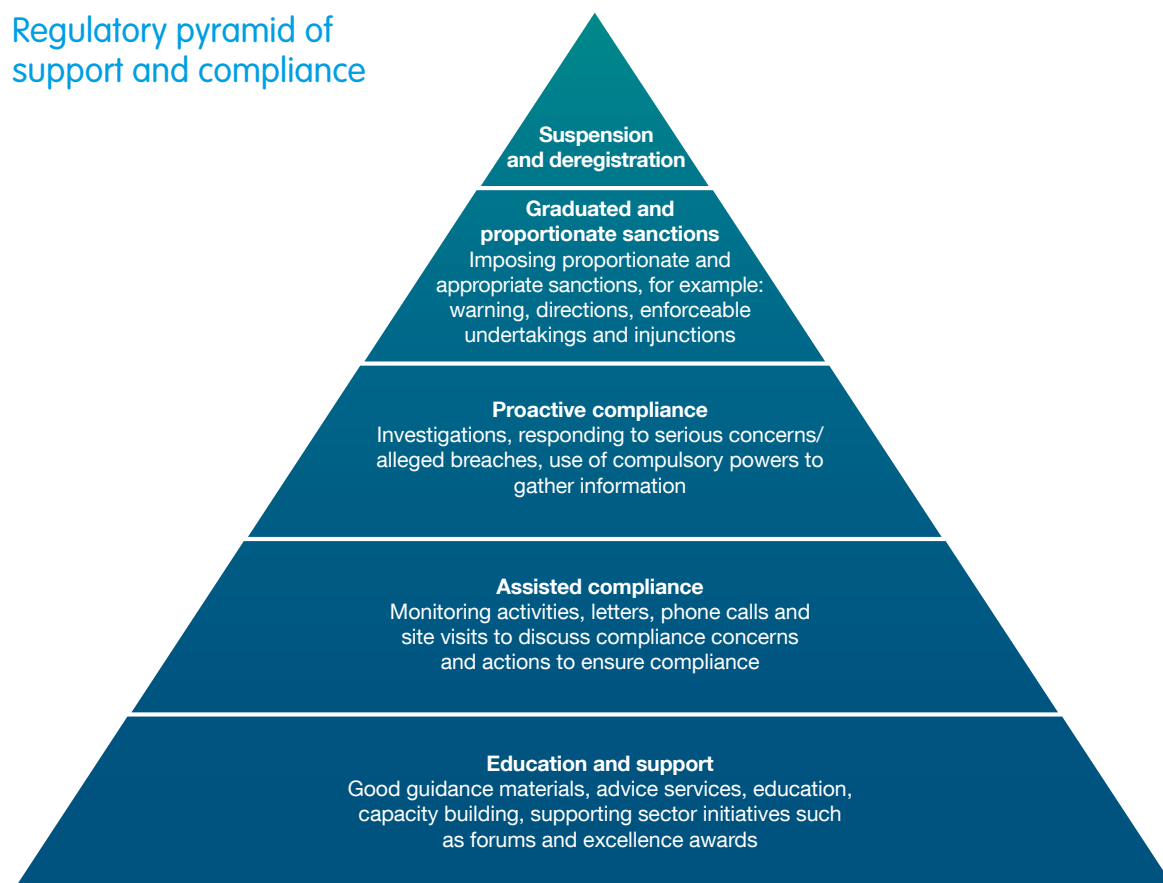 Regulatory pyramid of
support and compliance
Suspension
and deregistration
Graduated and
proportionate sanctions
Imposing proportionate and
appropriate sanctions, for example:
warning, directions, enforceable
undertakings and injunctions
Proactive compliance
Investigations, responding to serious concerns/
alleged breaches, use of compulsory powers to
gather information
Assisted compliance
Monitoring activities, letters, phone calls and
site visits to discuss compliance concerns
and actions to ensure compliance
Education and support
Good guidance materials, advice services, education,
capacity building, supporting sector initiatives such
as forums and excellence awards